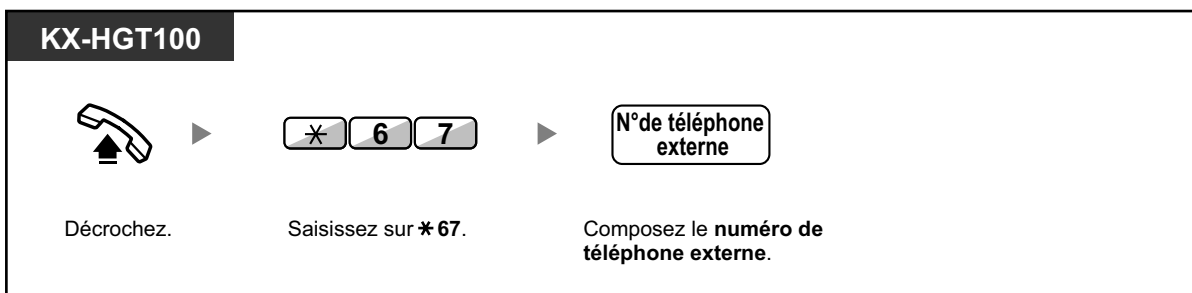 KX-HGT100
* 6 7
N°de téléphone
externe
Décrochez.
Saisissez sur * 67.
Composez le numéro de
téléphone externe.